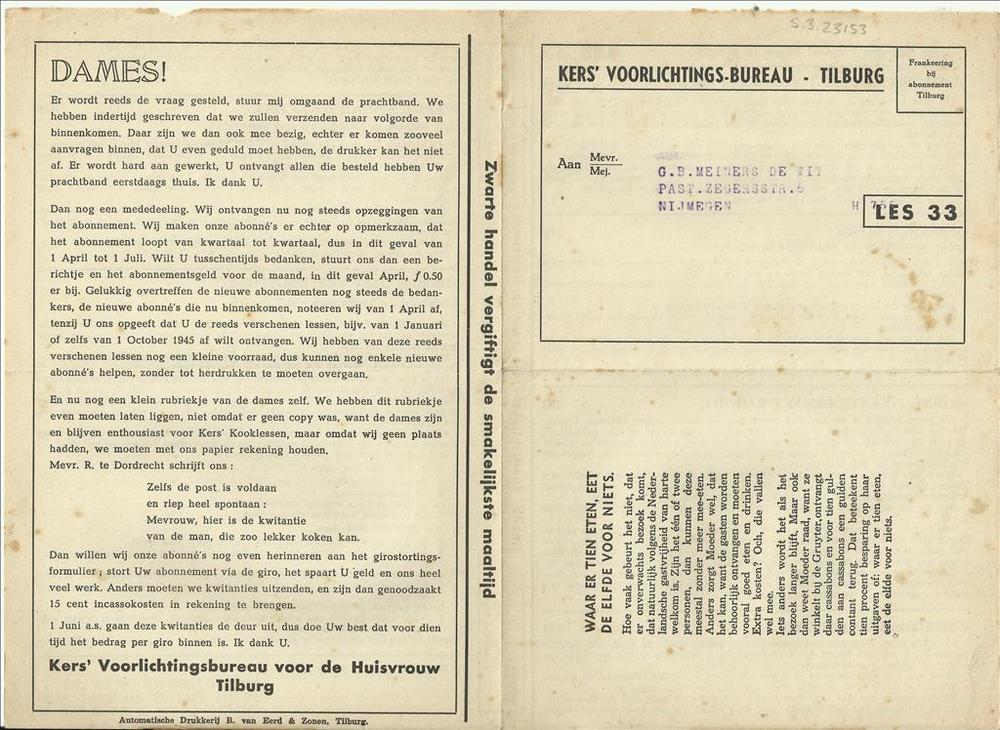 DAMES!
Er wordt reeds de vraag gesteld, stuur mij omgaand de prachtband. We
hebben indertijd geschreven dat we zullen verzenden naar volgorde van
binnenkomen. Daar zijn we dan ook mee bezig, echter er komen zooveel
aanvragen binnen, dat U even geduld moet hebben, de drukker kan het niet
af. Er wordt hard aan gewerkt, U ontvangt allen die besteld hebben Uw
prachtband eerstdaags thuis. Ik dank U.
Dan nog een mededeeling. Wij ontvangen nu nog steeds opzeggingen van
het abonnement. Wij maken onze abonné's er echter op opmerkzaam, dat
het abonnement loopt van kwartaal tot kwartaal, dus in dit geval van
1 April tot 1 Juli. Wilt U tusschentijds bedanken, stuurt ons dan een be-
richtje en het abonnementsgeld voor de maand, in dit geval April, ƒ 0.50
er bij. Gelukkig overtreffen de nieuwe abonnementen nog steeds de bedan-
kers, de nieuwe abonné's die nu binnenkomen, noteeren wij van 1 April af,
tenzij U ons opgeeft dat U de reeds verschenen lessen, bijv. van 1 Januari
of zelfs van 1 October 1945 af wilt ontvangen. Wij hebben van deze reeds
verschenen lessen nog een kleine voorraad, dus kunnen nog enkele nieuwe
abonné's helpen, zonder tot herdrukken te moeten overgaan.
En nu nog een klein rubriekje van de dames zelf. We hebben dit rubriekje
even moeten laten liggen, niet omdat er geen copy was, want de dames zijn
en blijven enthousiast voor Kers' Kooklessen, maar omdat wij geen plaats
hadden, we moeten met ons papier rekening houden.
Mevr. R. te Dordrecht schrijft ons :
Zelfs de post is voldaan
en riep heel spontaan :
Mevrouw, hier is de kwitantie
van de man, die zoo lekker koken kan.
Dan willen wij onze abonné's nog even herinneren aan het girostortings-
formulier ; stort Uw abonnement via de giro, het spaart U geld en ons heel
veel werk. Anders moeten we kwitanties uitzenden, en zijn dan genoodzaakt
15 cent incassokosten in rekening te brengen.
1 Juni a.s. gaan deze kwitanties de deur uit, dus doe Uw best dat voor dien
tijd het bedrag per giro binnen is. Ik dank U.
Kers' Voorlichtingsbureau voor de Huisvrouw
Tilburg
Automatische Drukkerij B. van Eerd & Zonen, Tilburg.
Zwarte handel vergiftigt de smakelijkste maaltijd
S.3.23153
KERS' VOORLICHTINGS-BUREAU - TILBURG
Frankeering
bij
abonnement
Tilburg
Aan Mevr.
Mej.
G.B.MEINERS DE
PAST.ZEGERSSTR.6
NIJMEGEN
H
LES 33
WAAR ER TIEN ETEN, EET
DE ELFDE VOOR NIETS.
Hoe vaak gebeurt het niet, dat
er onverwachts bezoek komt,
dat natuurlijk volgens de Neder-
landsche gastvrijheid van harte
welkom is. Zijn het één of twee
personen, dan kunnen deze
meestal zonder meer mee-eten.
Anders zorgt Moeder wel, dat
het kan, want de gasten worden
behoorlijk ontvangen en moeten
vooral goed eten en drinken.
Extra kosten? Och, die vallen
wel mee.
Iets anders wordt het als het
bezoek langer blijft. Maar ook
dan weet Moeder raad, want ze
winkelt bij de Gruyter, ontvangt
daar cassabons en voor tien gul-
den aan cassabons een gulden
contant terug. Dat beteekent
tien procent besparing op haar
uitgaven of: waar er tien eten,
eet de elfde voor niets.